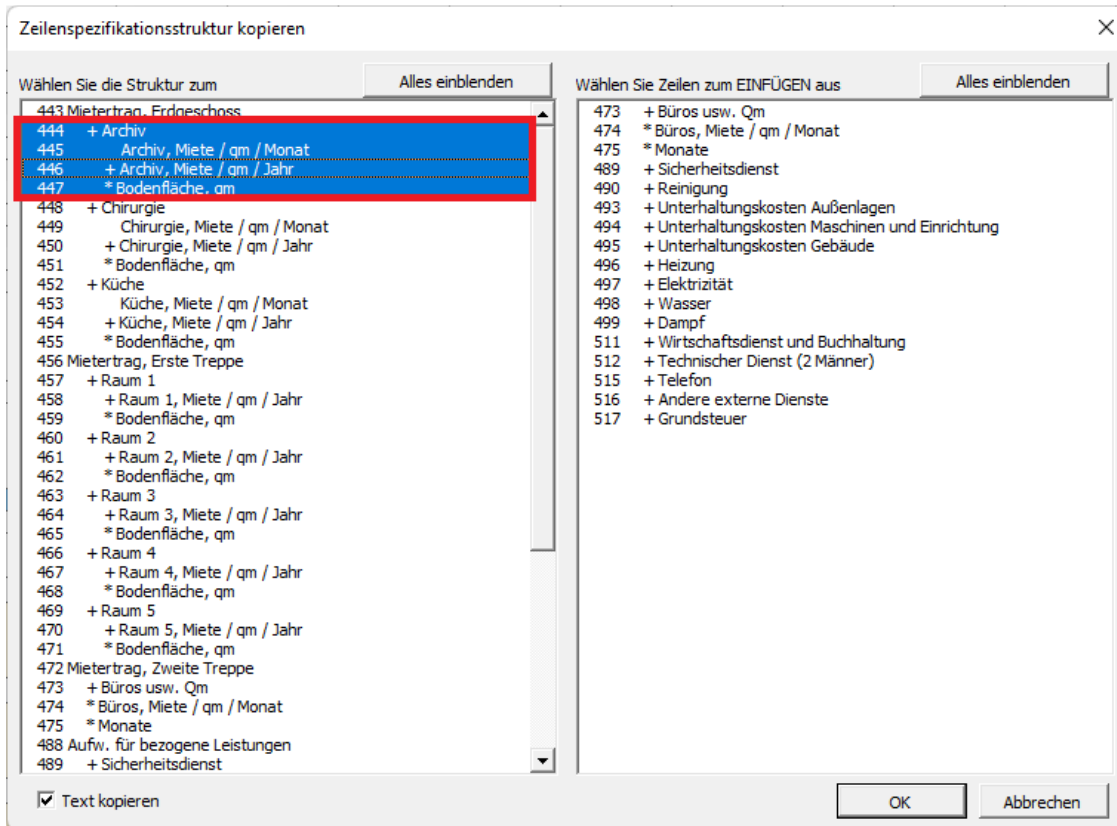 Zeilenspezifikationsstruktur kopieren
Wählen Sie die Struktur zum
Alles einblenden
443 Mietertrag, Erdgeschoss
444 + Archiv
445 Archiv, Miete / qm / Monat
446 + Archiv, Miete / qm / Jahr
447 * Bodenfläche, qm
448 + Chirurgie
449 Chirurgie, Miete / qm / Monat
450 + Chirurgie, Miete / qm / Jahr
451 * Bodenfläche, qm
452 + Küche
453 Küche, Miete / qm / Monat
454 + Küche, Miete / qm / Jahr
455 * Bodenfläche, qm
456 Mietertrag, Erste Treppe
457 + Raum 1
458 + Raum 1, Miete / qm / Jahr
459 * Bodenfläche, qm
460 + Raum 2
461 + Raum 2, Miete / qm / Jahr
462 * Bodenfläche, qm
463 + Raum 3
464 + Raum 3, Miete / qm / Jahr
465 * Bodenfläche, qm
466 + Raum 4
467 + Raum 4, Miete / qm / Jahr
468 * Bodenfläche, qm
469 + Raum 5
470 + Raum 5, Miete / qm / Jahr
471 * Bodenfläche, qm
472 Mietertrag, Zweite Treppe
473 + Büros usw. Qm
474 * Büros, Miete / qm / Monat
475 * Monate
488 Aufw. für bezogene Leistungen
489 + Sicherheitsdienst
Wählen Sie Zeilen zum EINFÜGEN aus
Alles einblenden
473 + Büros usw. Qm
474 * Büros, Miete / qm / Monat
475 * Monate
489 + Sicherheitsdienst
490 + Reinigung
493 + Unterhaltungskosten Außenlagen
494 + Unterhaltungskosten Maschinen und Einrichtung
495 + Unterhaltungskosten Gebäude
496 + Heizung
497 + Elektrizität
498 + Wasser
499 + Dampf
511 + Wirtschaftsdienst und Buchhaltung
512 + Technischer Dienst (2 Männer)
515 + Telefon
516 + Andere externe Dienste
517 + Grundsteuer
Text kopieren
OK
Abbrechen